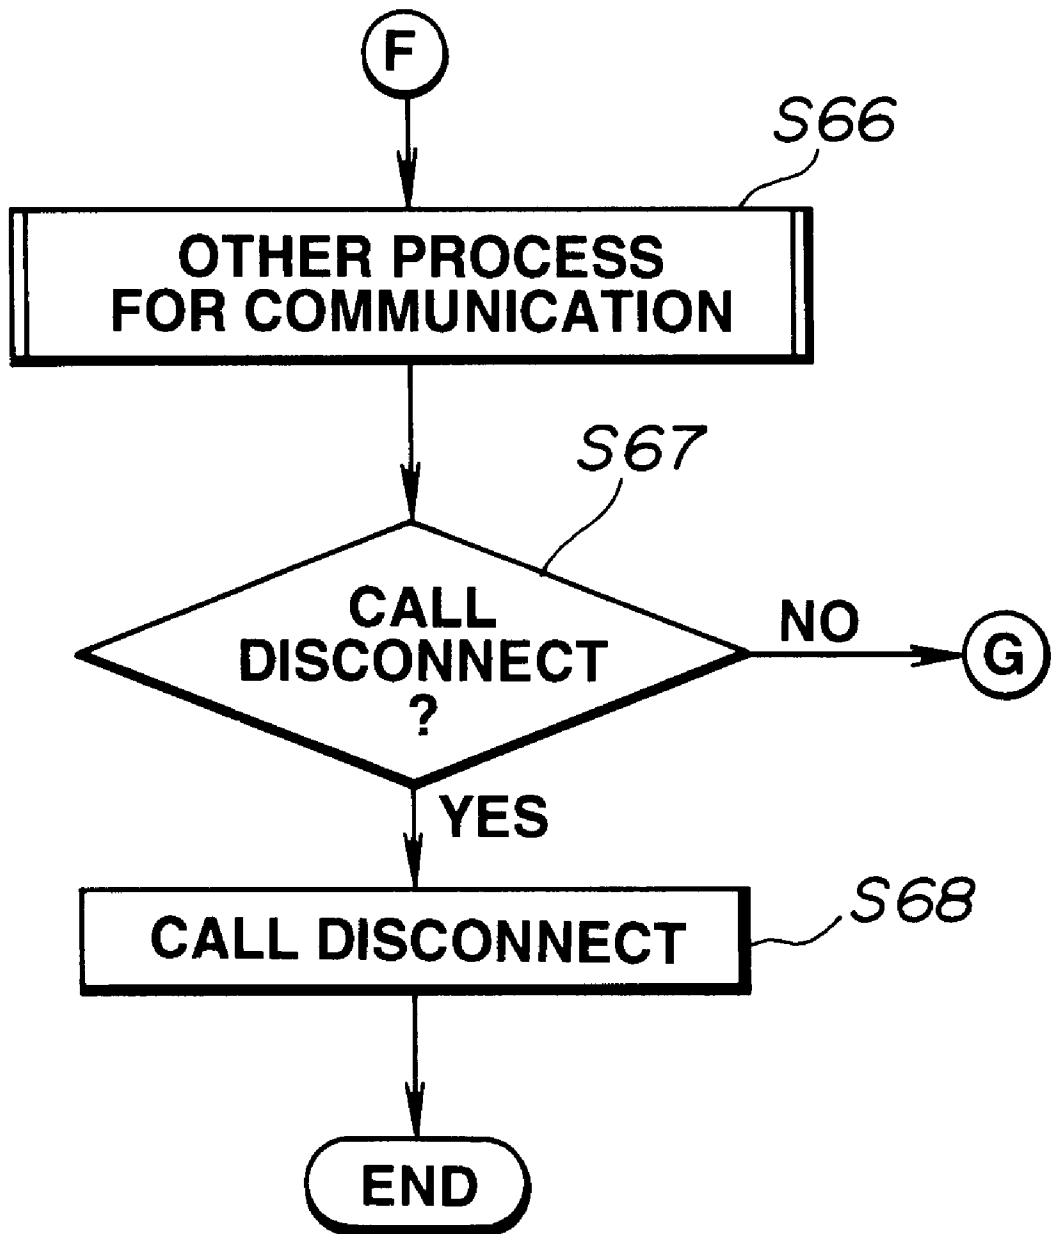 F
S66
OTHER PROCESS
FOR COMMUNICATION
S67
CALL
DISCONNECT
?
NO
G
YES
S68
CALL DISCONNECT
END